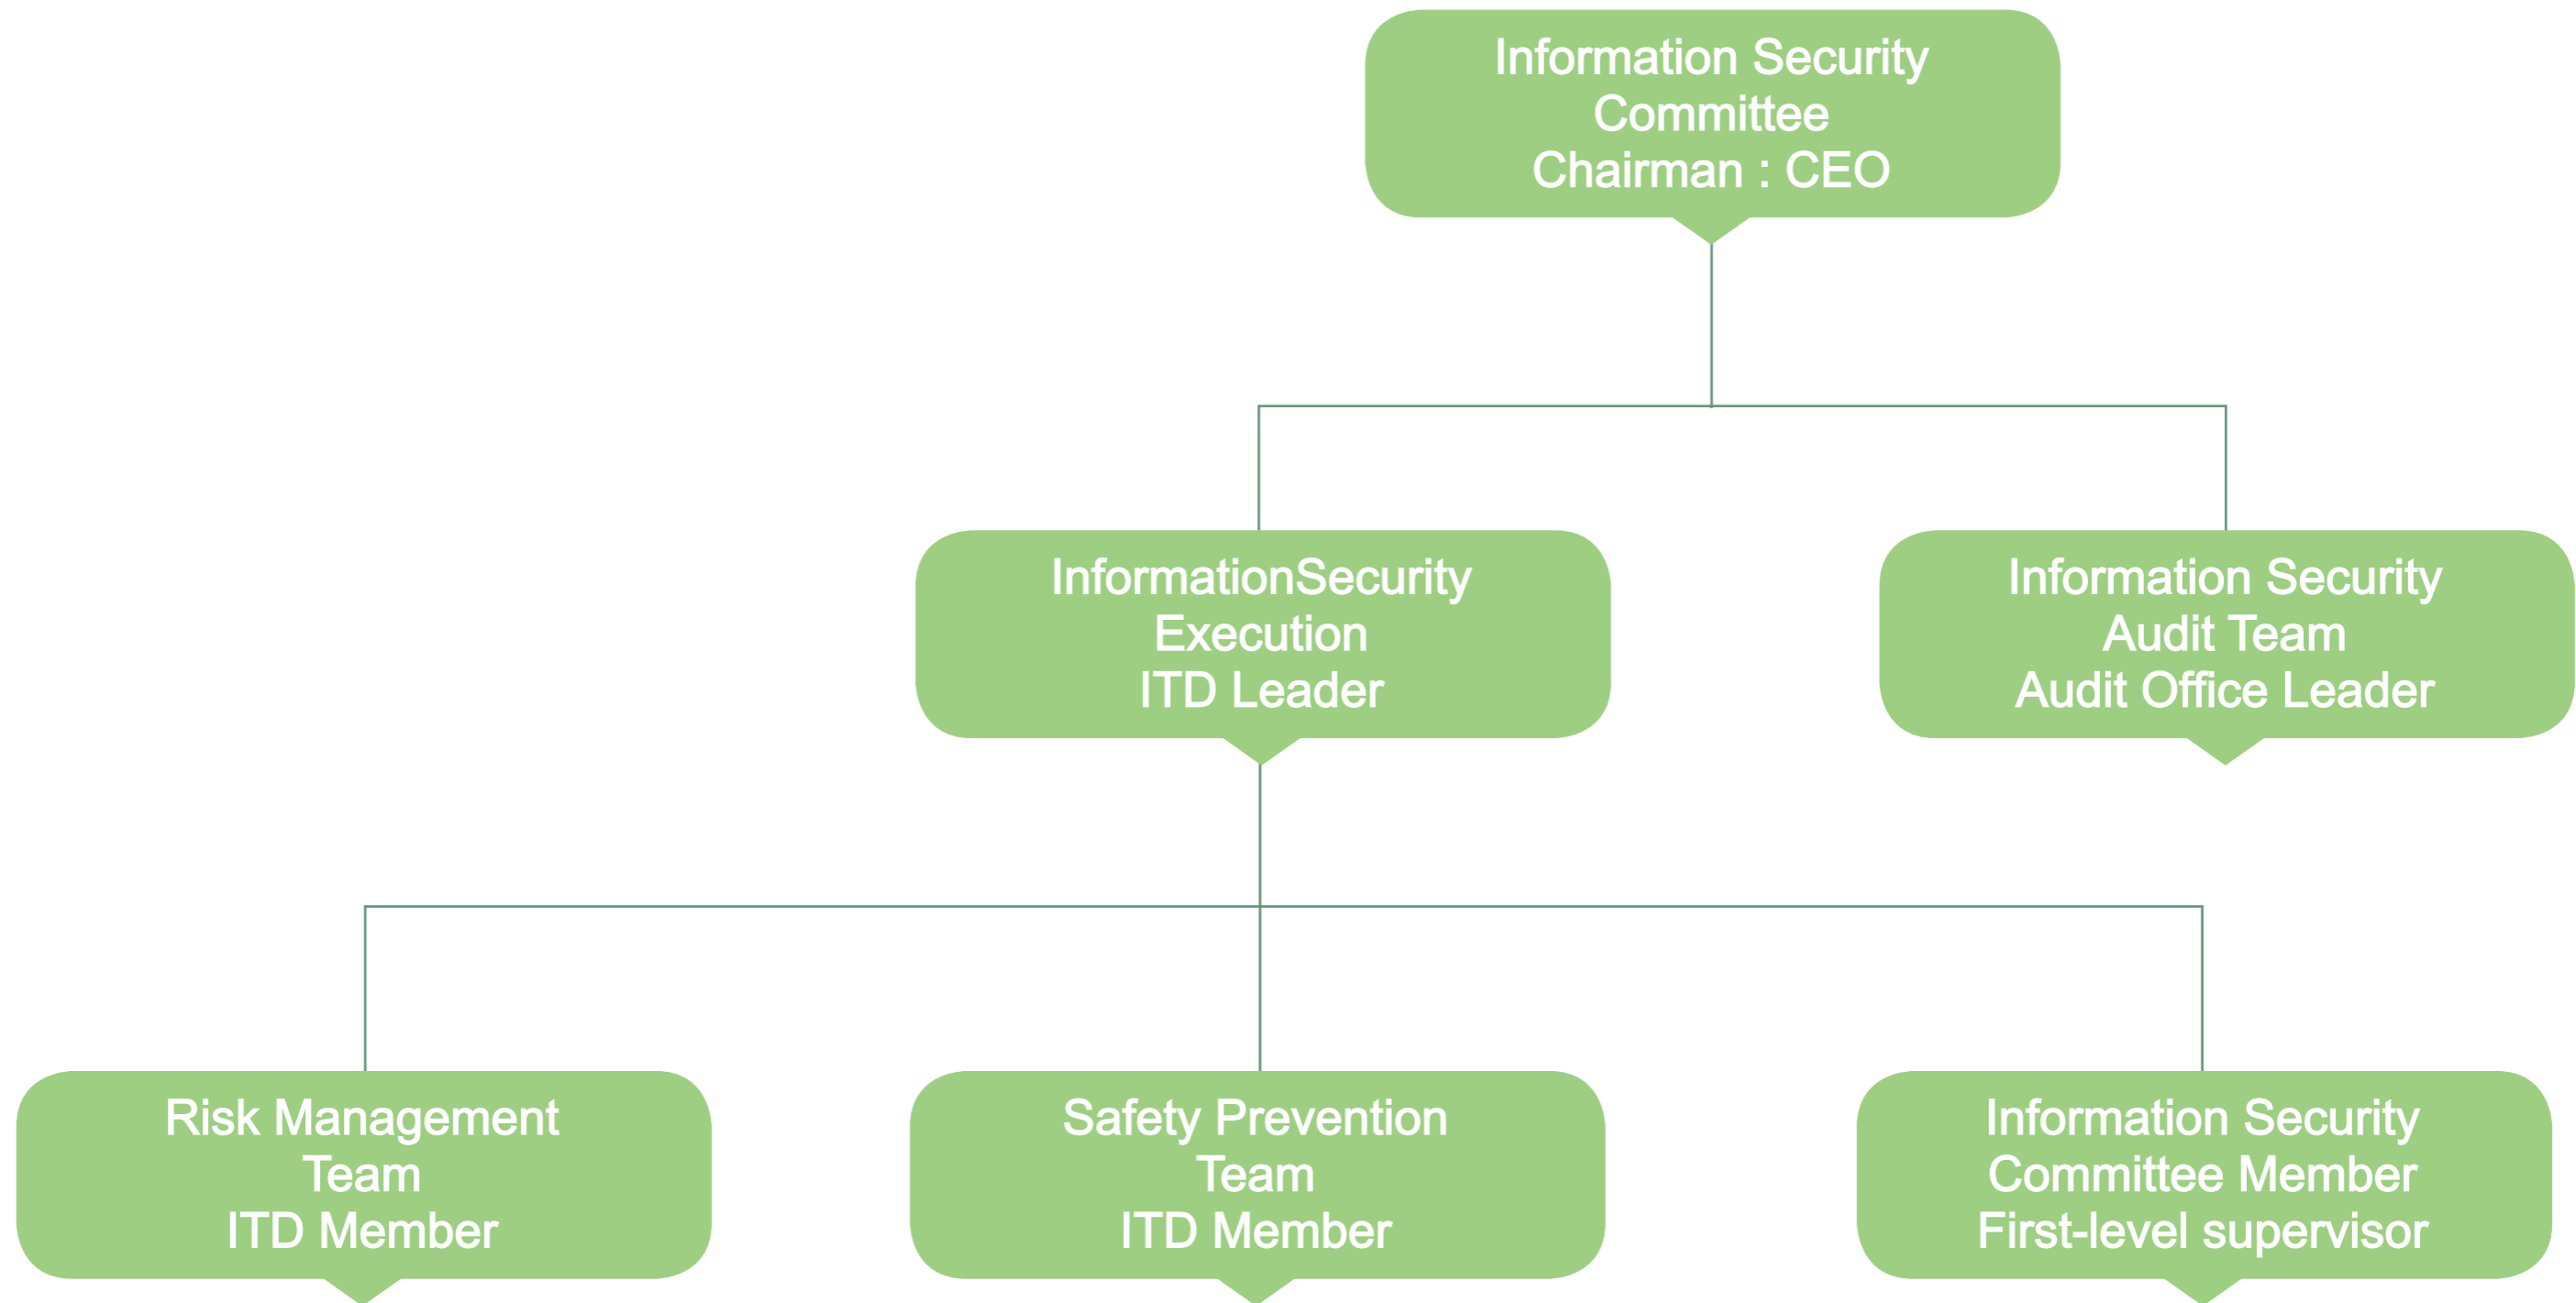 Information Security
Committee
Chairman : CEO
InformationSecurity
Execution
ITD Leader
Information Security
Audit Team
Audit Office Leader
Risk Management
Team
ITD Member
Safety Prevention
Team
ITD Member
Information Security
Committee Member
First-level supervisor